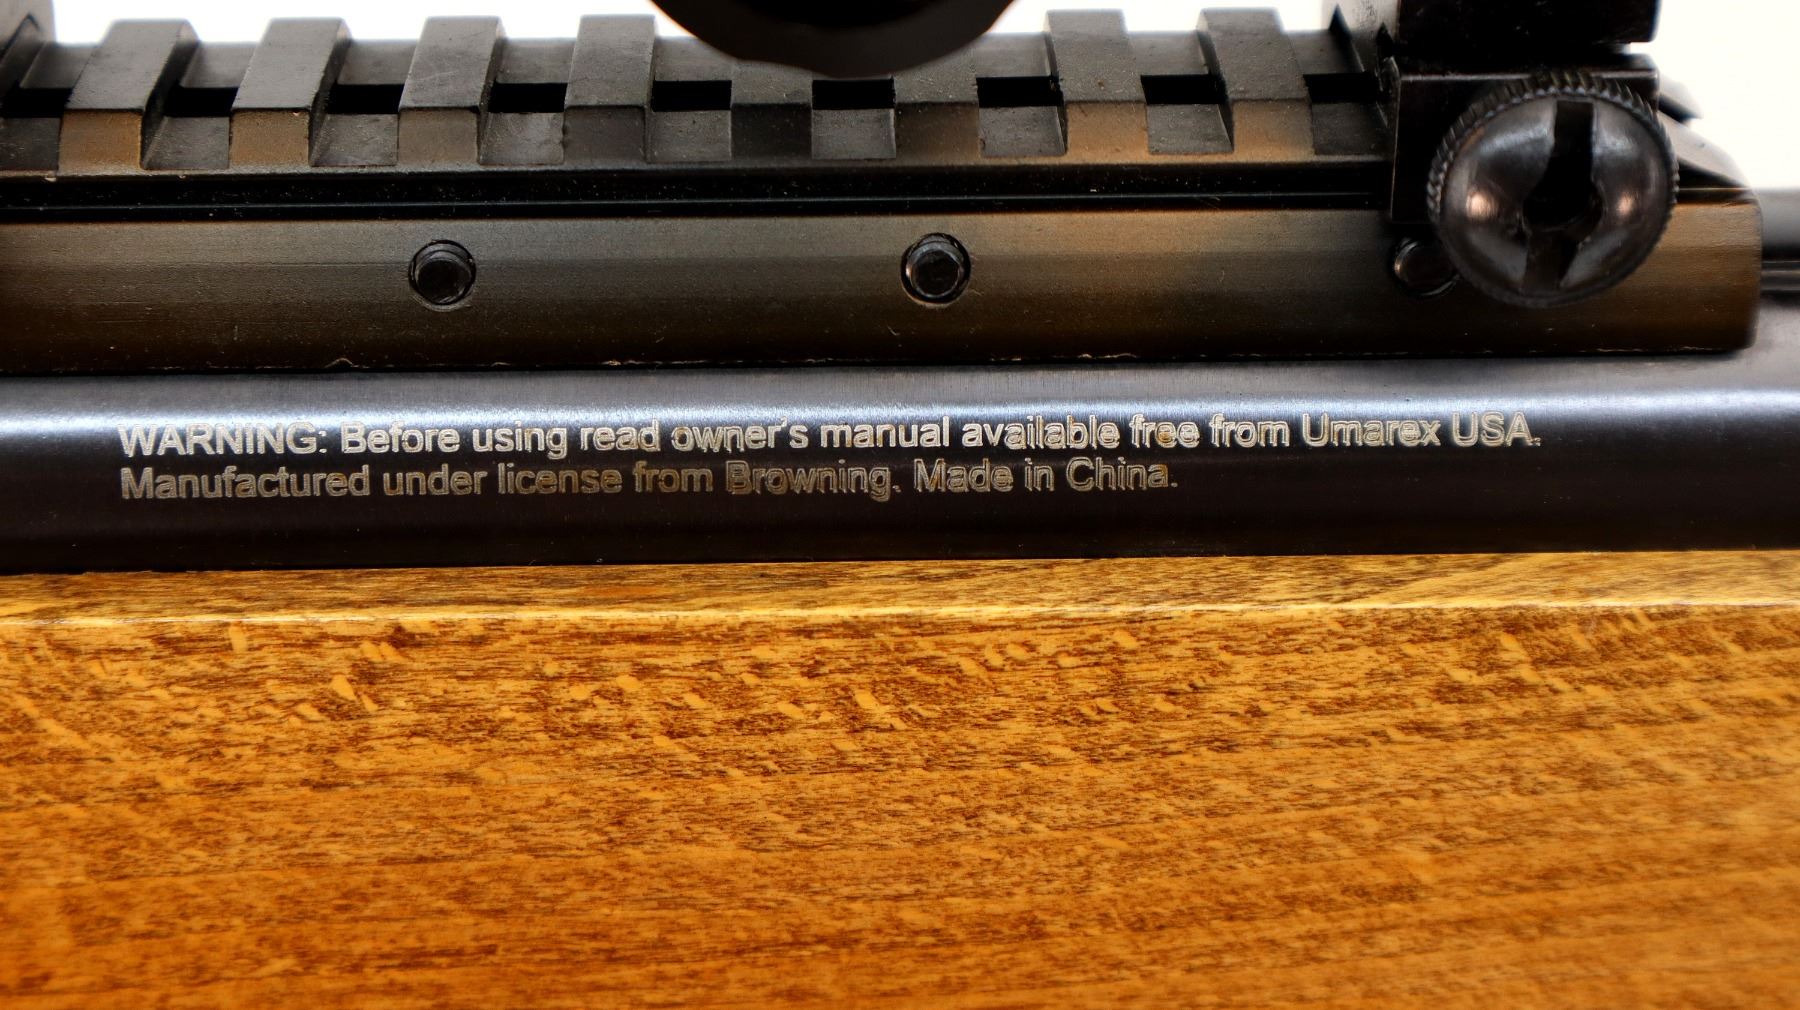 WARNING: Before using read owner's manual available free from Umarex USA.
Manufactured under license from Browning. Made in China.